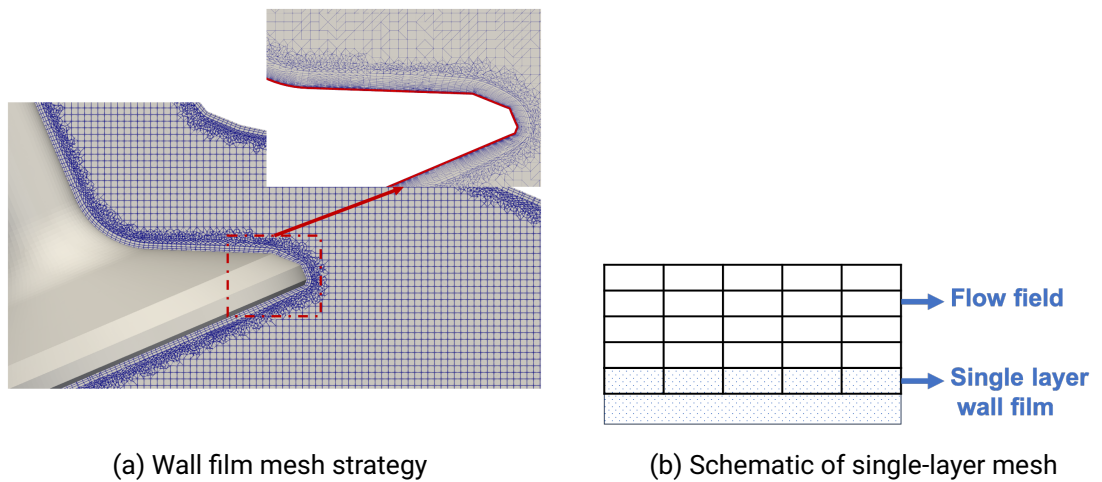 Flow field
Single layer
wall film
(a) Wall film mesh strategy
(b) Schematic of single-layer mesh